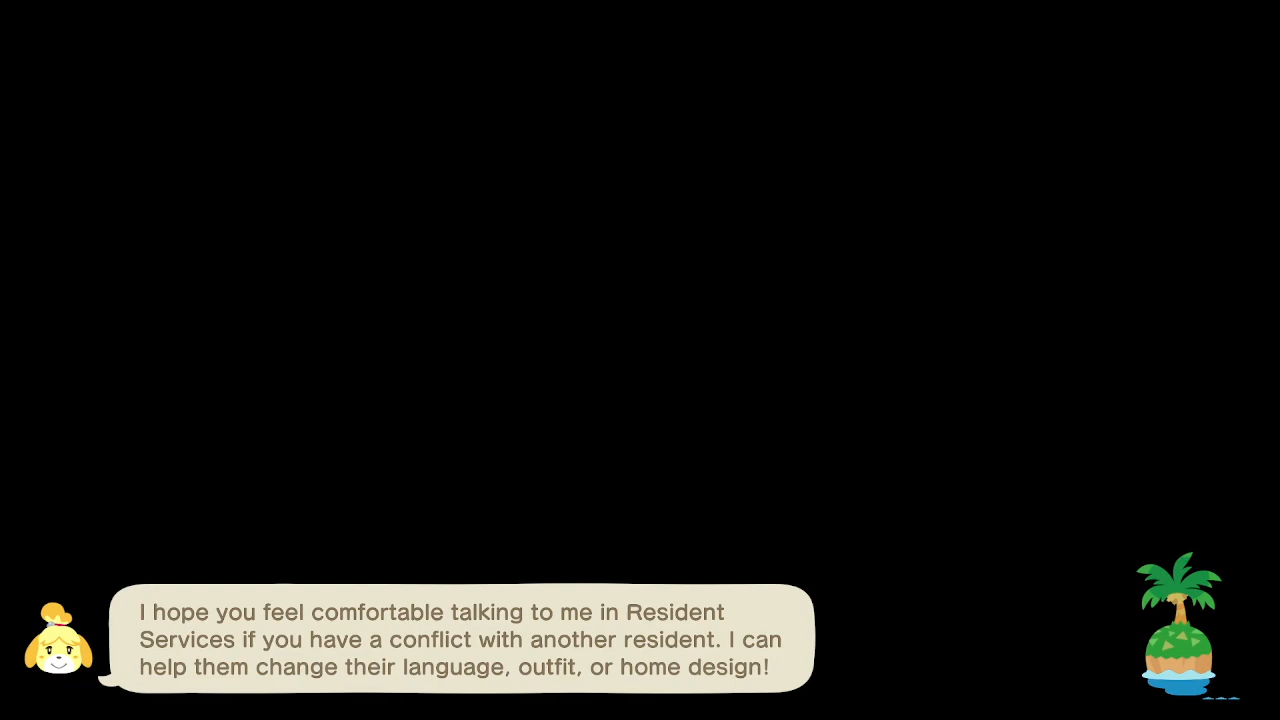 I hope you feel comfortable talking to me in Resident
Services if you have a conflict with another resident. I can
help them change their language, outfit, or home design!